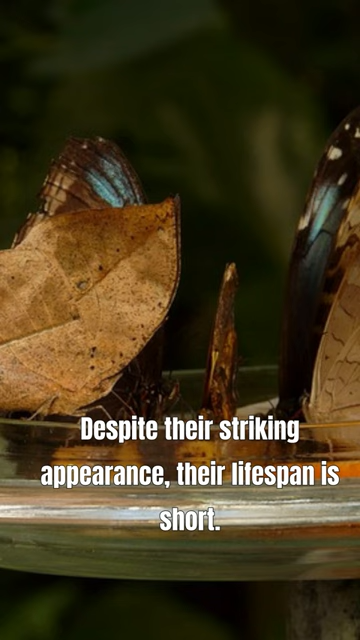 Despite their striking
appearance, their lifespan is
short.